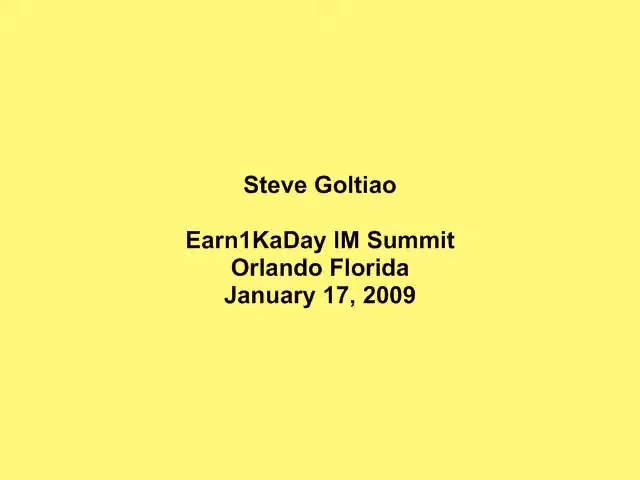 Steve Goltiao
Earn1KaDay IM Summit
Orlando Florida
January 17, 2009